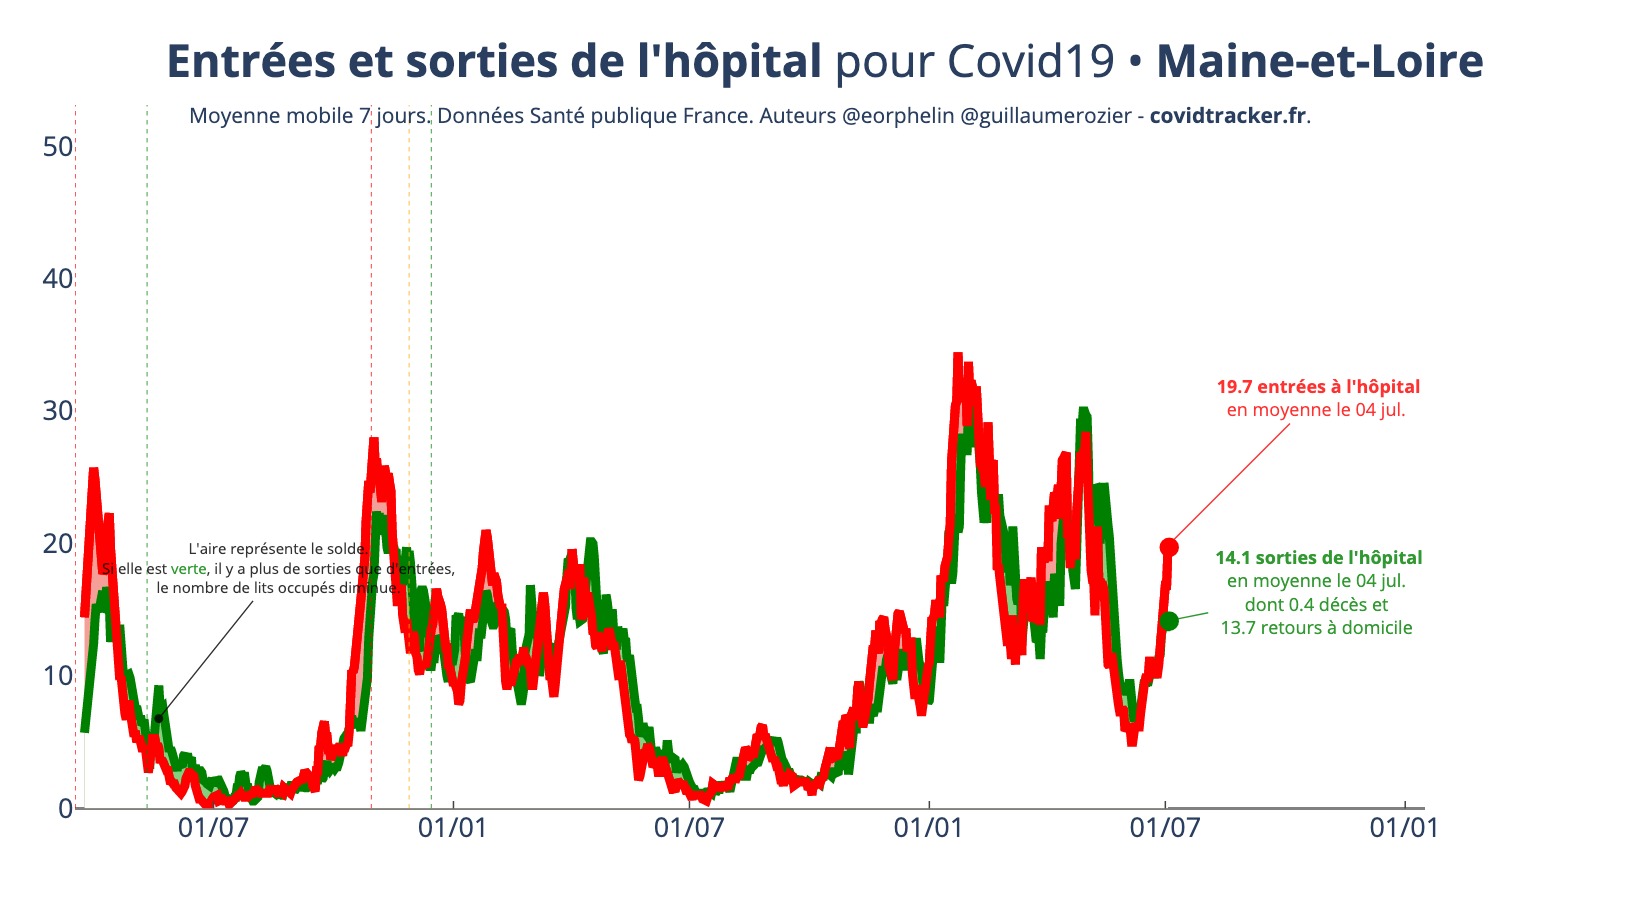 Entrées et sorties de l'hôpital pour Covid19 • Maine-et-Loire
Moyenne mobile 7 jours. Données Santé publique France. Auteurs @eorphelin @guillaumerozier - covidtracker.fr.
50
40
30
20
10
0
L'aire représente le solde.
Si elle est verte, il y a plus de sorties que d'entrées,
le nombre de lits occupés diminue.
19.7 entrées à l'hôpital
en moyenne le 04 jul.
14.1 sorties de l'hôpital
en moyenne le 04 jul.
dont 0.4 décès et
13.7 retours à domicile
01/07
01/01
01/07
01/01
01/07
01/01